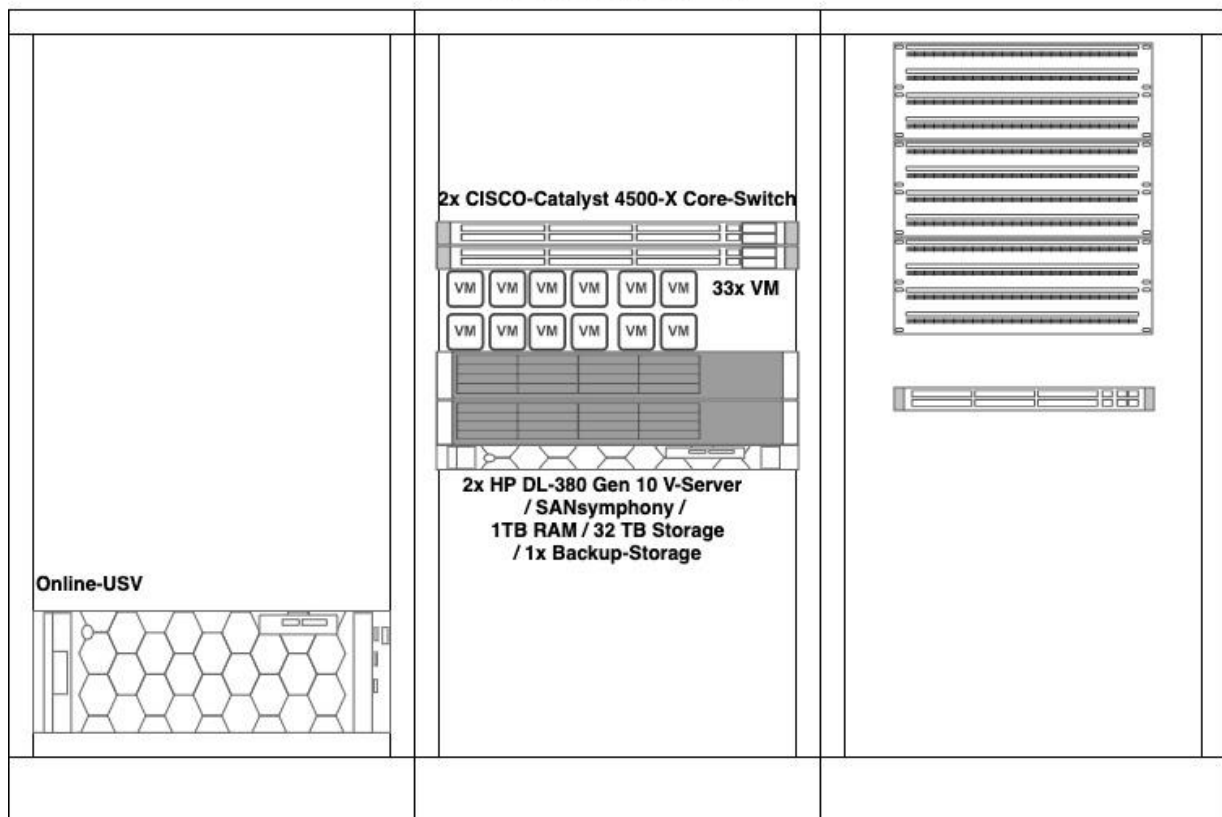 2x CISCO-Catalyst 4500-X Core-Switch
VM VM VM VM VM VM 33x VM
VM VM VM VM VM VM
2x HP DL-380 Gen 10 V-Server
/ SANsymphony /
1TB RAM / 32 TB Storage
/ 1x Backup-Storage
Online-USV